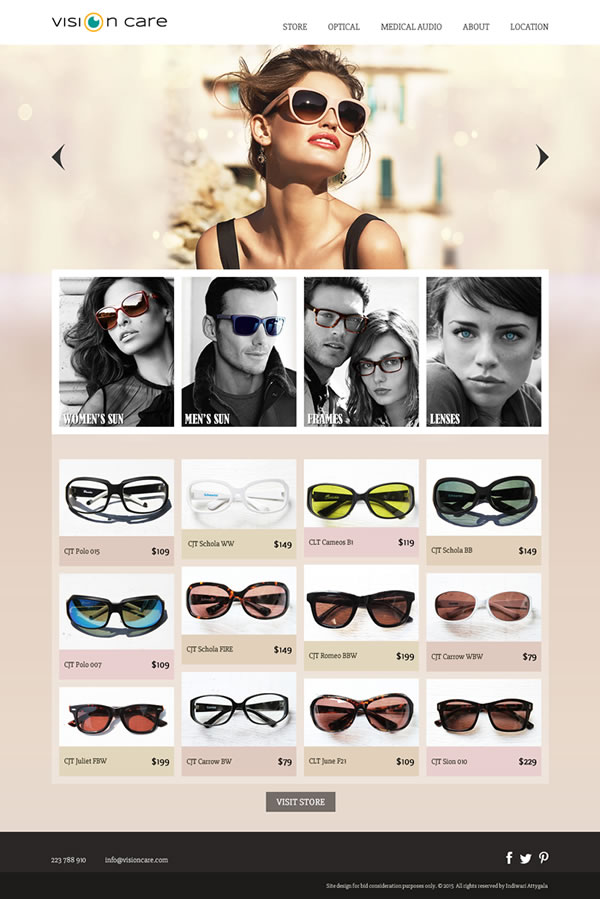 VISION care
STORE OPTICAL MEDICAL AUDIO ABOUT LOCATION
WOMEN'S SUN
MEN'S SUN
FRAMES
LENSES
CJT Polo 015 $109
CJT Schola WW $149
CLT Cameos B1 $119
CJT Schola BB $149
CJT Polo 007 $109
CJT Schola FIRE $149
CJT Romeo BBW $199
CJT Carrow WBW $79
CJT Juliet FBW $199
CJT Carrow BW $79
CLT June F21 $109
CJT Sion 010 $229
VISIT STORE
223 788 910 info@visioncare.com
Site design for bid consideration purposes only. © 2015 All rights reserved by Indiwari Attygala